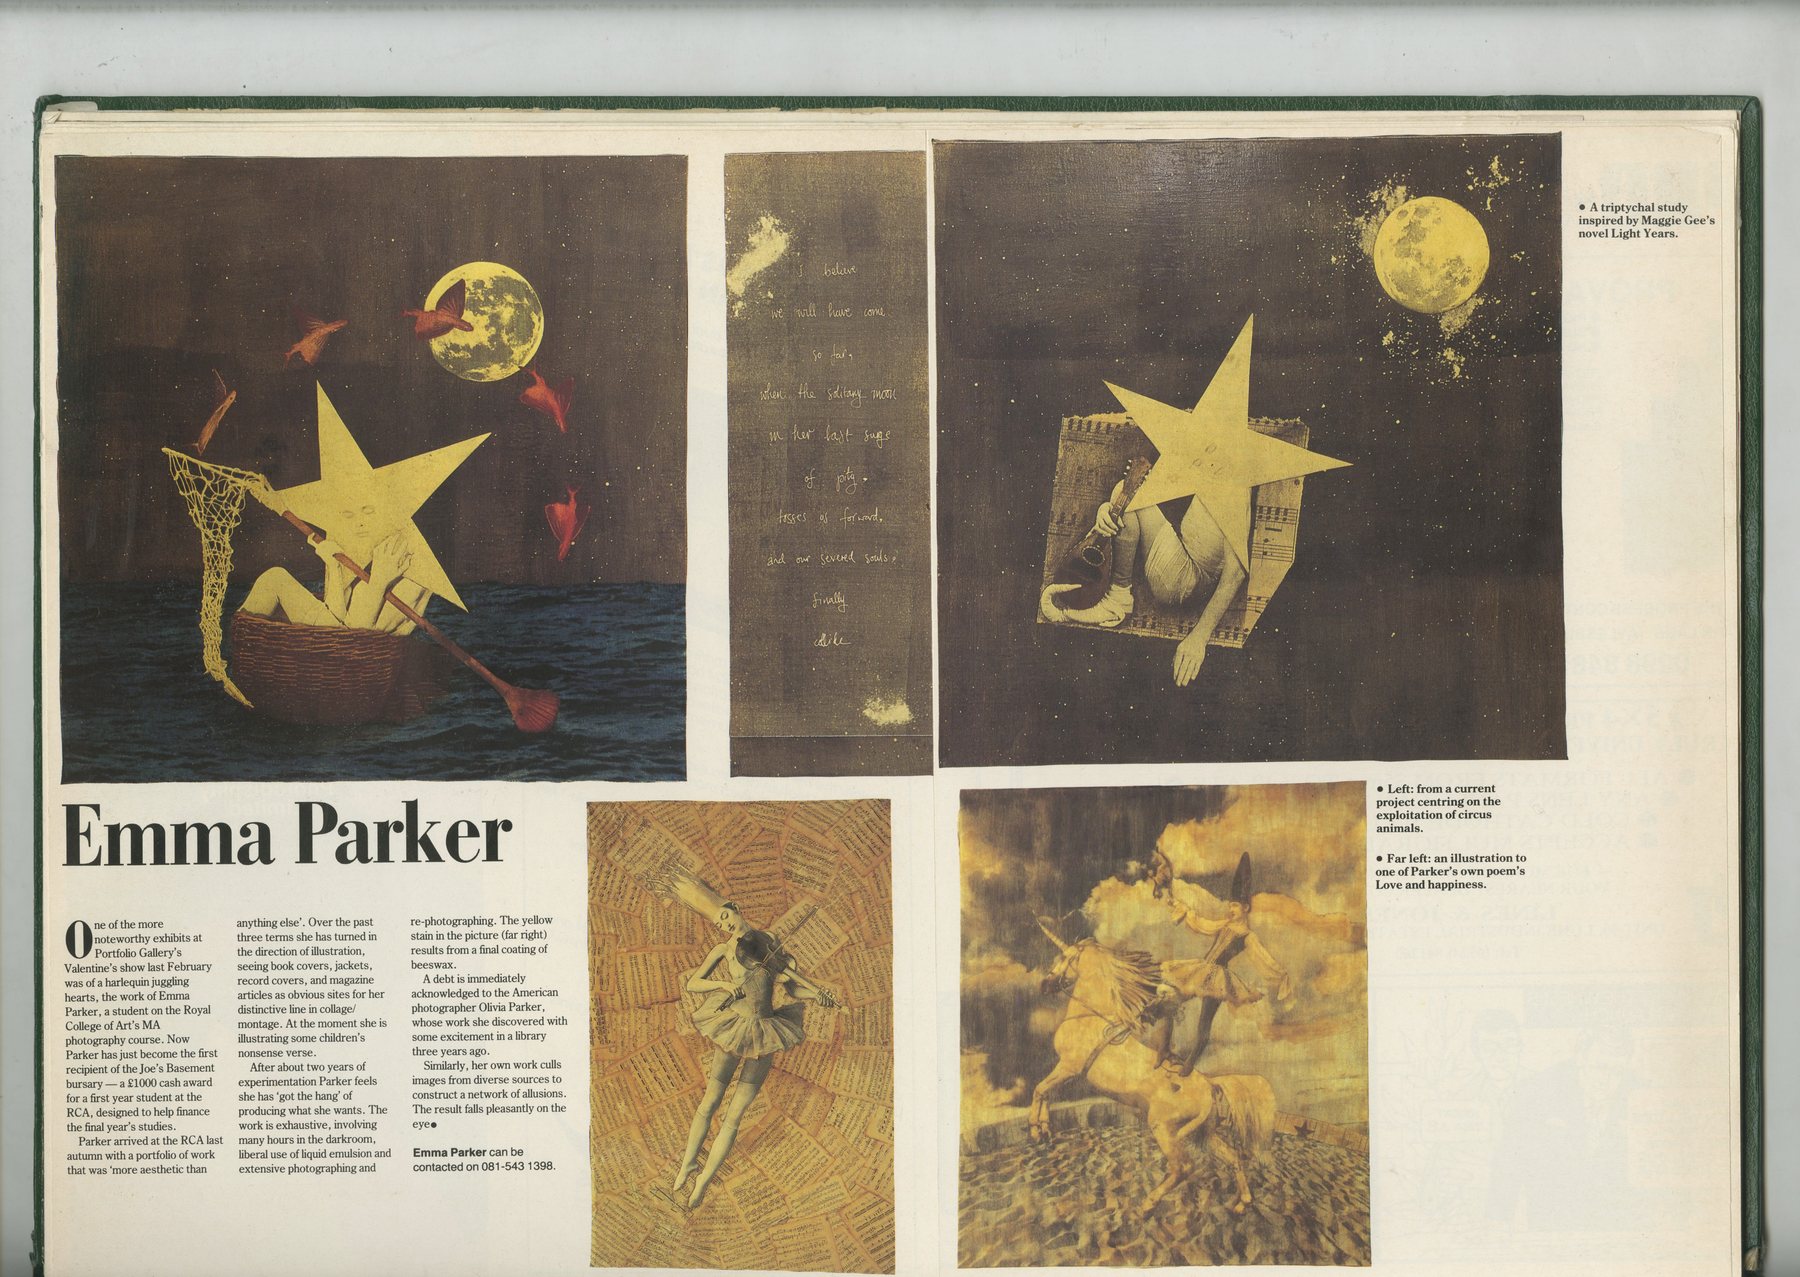 I believe
we will have come
so far,
when the solitary moon
in her last surge
of pity,
tosses us forward,
and our severed souls,
finally
collide
● A triptychal study
inspired by Maggie Gee's
novel Light Years.
Emma Parker
One of the more
noteworthy exhibits at
Portfolio Gallery's
Valentine's show last February
was of a harlequin juggling
hearts, the work of Emma
Parker, a student on the Royal
College of Art's MA
photography course. Now
Parker has just become the first
recipient of the Joe's Basement
bursary — a £1000 cash award
for a first year student at the
RCA, designed to help finance
the final year's studies.
Parker arrived at the RCA last
autumn with a portfolio of work
that was 'more aesthetic than
anything else'. Over the past
three terms she has turned in
the direction of illustration,
seeing book covers, jackets,
record covers, and magazine
articles as obvious sites for her
distinctive line in collage/
montage. At the moment she is
illustrating some children's
nonsense verse.
After about two years of
experimentation Parker feels
she has 'got the hang' of
producing what she wants. The
work is exhaustive, involving
many hours in the darkroom,
liberal use of liquid emulsion and
extensive photographing and
re-photographing. The yellow
stain in the picture (far right)
results from a final coating of
beeswax.
A debt is immediately
acknowledged to the American
photographer Olivia Parker,
whose work she discovered with
some excitement in a library
three years ago.
Similarly, her own work culls
images from diverse sources to
construct a network of allusions.
The result falls pleasantly on the
eye●
Emma Parker can be
contacted on 081-543 1398.
● Left: from a current
project centring on the
exploitation of circus
animals.
● Far left: an illustration to
one of Parker's own poem's
Love and happiness.